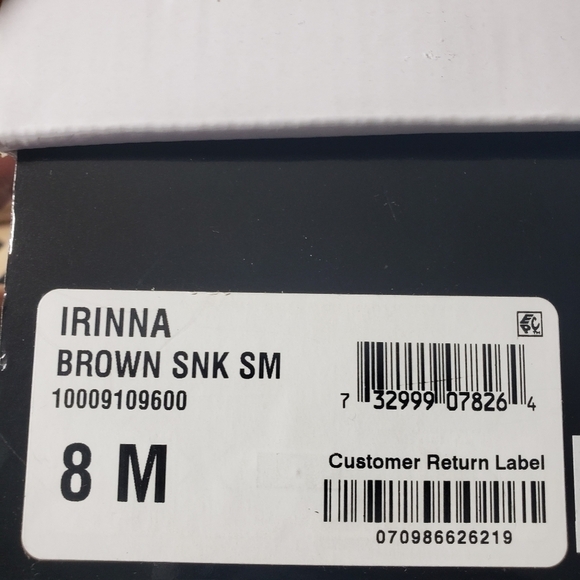 IRINNA
BROWN SNK SM
10009109600
8 M
7 32999 07826 4
Customer Return Label
070986626219